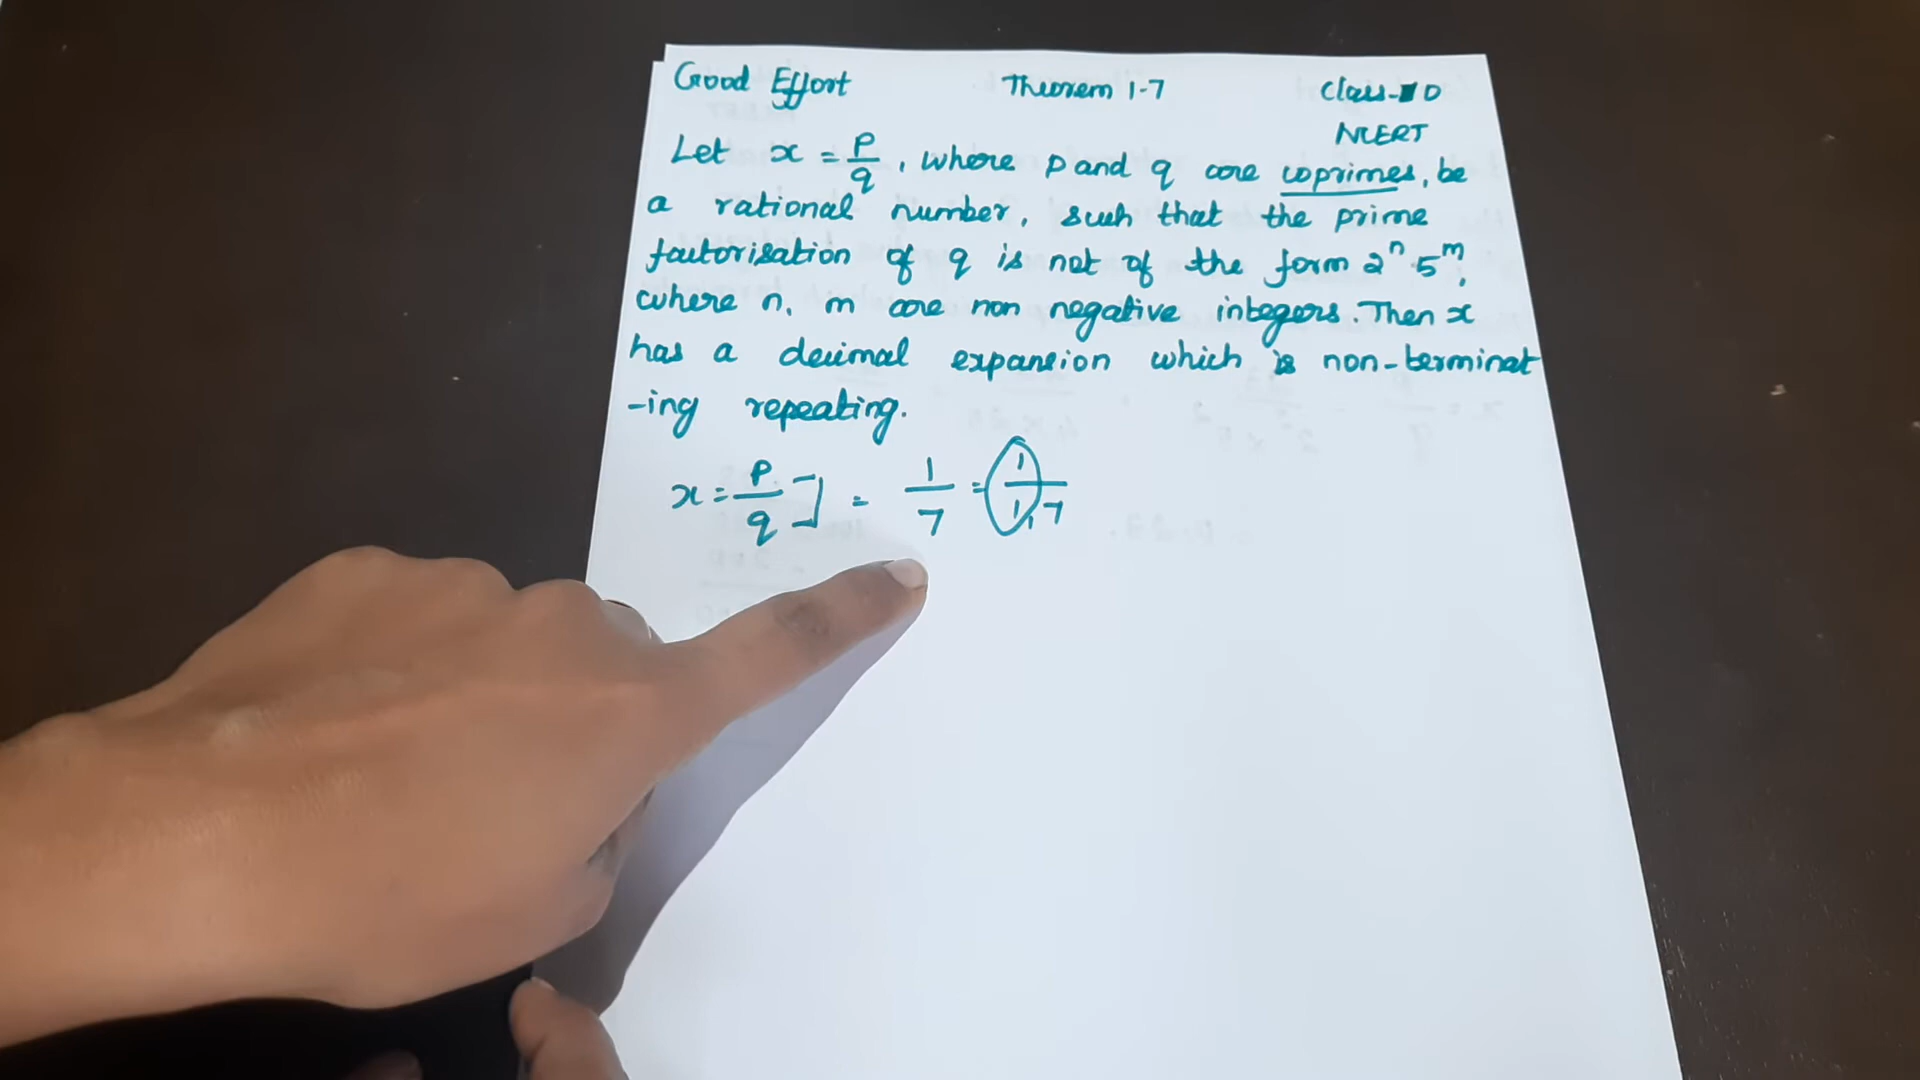 Good Effort Theorem 1.7 Class-10
NCERT
Let x = p/q, where p and q are coprimes, be
a rational number, such that the prime
factorisation of q is not of the form 2^n 5^m,
where n, m are non negative integers. Then x
has a decimal expansion which is non-terminat
-ing repeating.
x = p/q ] = 1/7 = 1/1,7